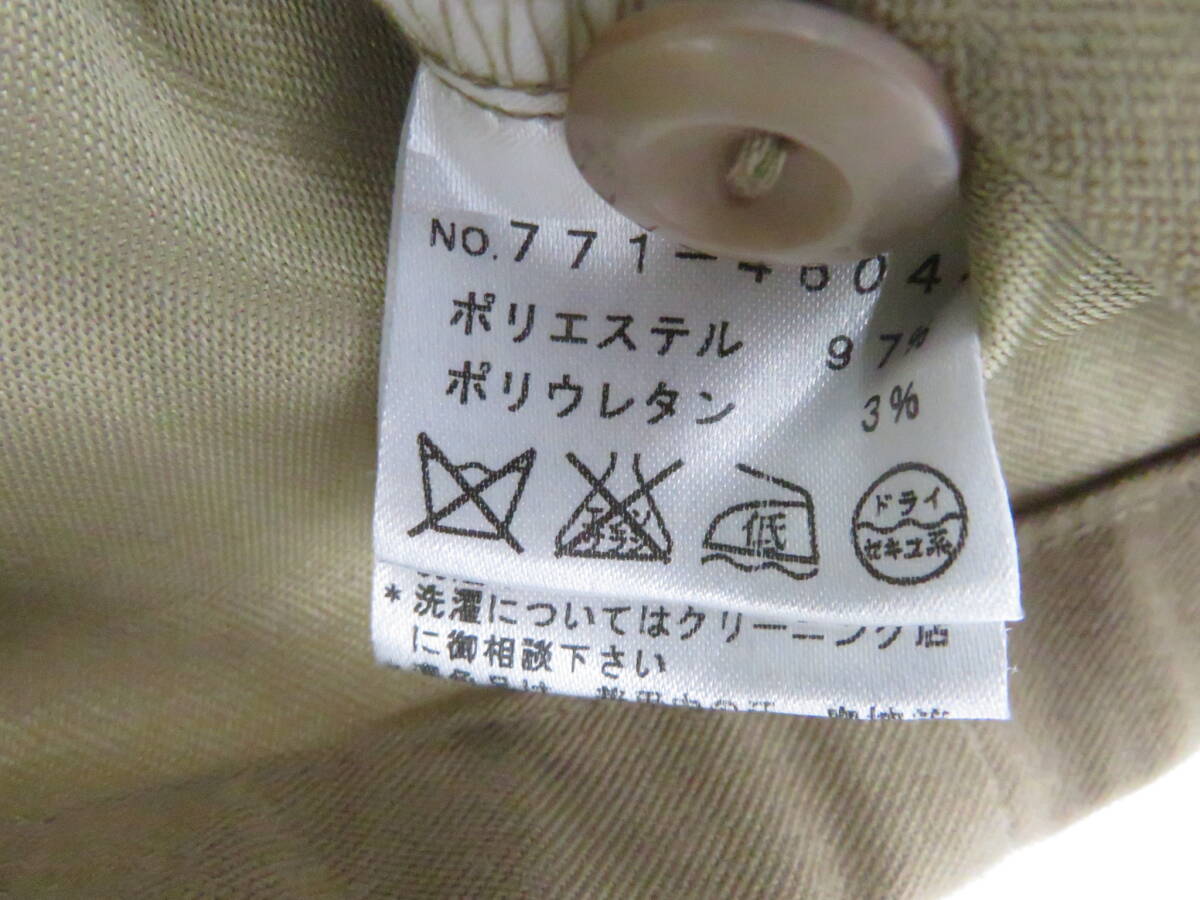 NO.771-4604
ポリエステル 97%
ポリウレタン 3%
低
ドライ
セキユ系
*洗濯についてはクリーニング店
に御相談下さい